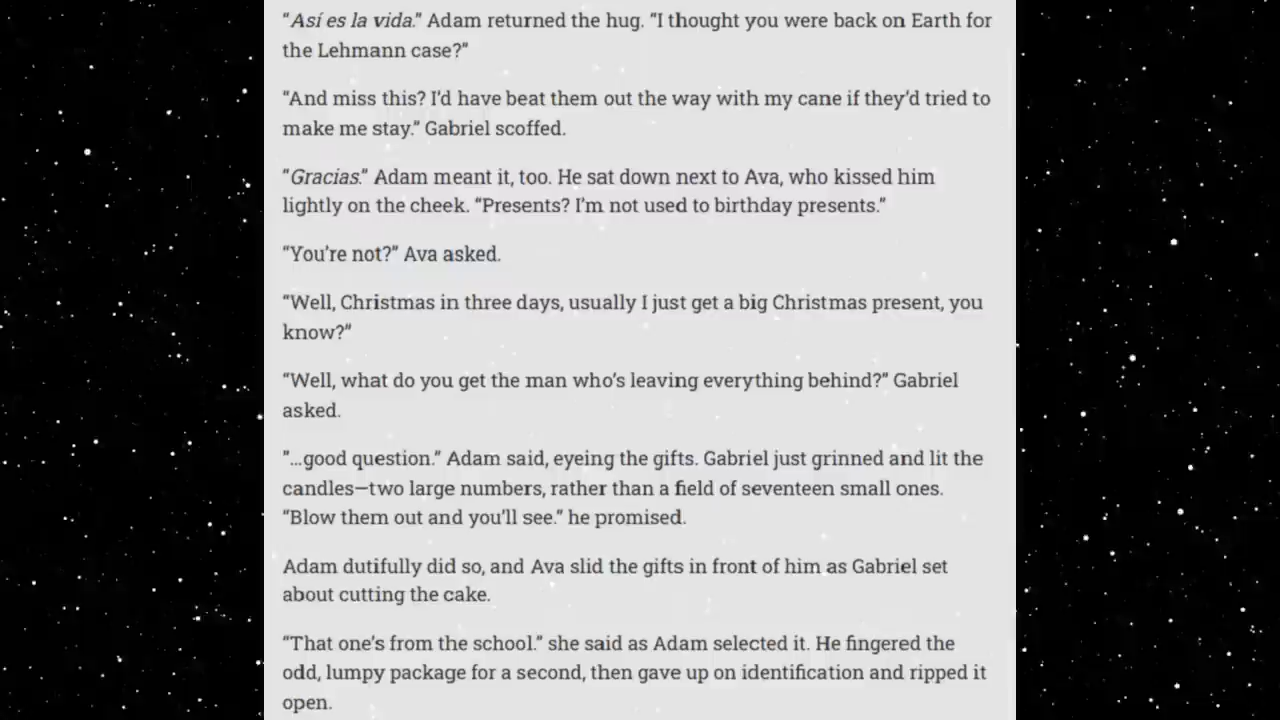 “Así es la vida.” Adam returned the hug. “I thought you were back on Earth for
the Lehmann case?”
“And miss this? I’d have beat them out the way with my cane if they’d tried to
make me stay.” Gabriel scoffed.
“Gracias.” Adam meant it, too. He sat down next to Ava, who kissed him
lightly on the cheek. “Presents? I’m not used to birthday presents.”
“You’re not?” Ava asked.
“Well, Christmas in three days, usually I just get a big Christmas present, you
know?”
“Well, what do you get the man who’s leaving everything behind?” Gabriel
asked.
“…good question.” Adam said, eyeing the gifts. Gabriel just grinned and lit the
candles—two large numbers, rather than a field of seventeen small ones.
“Blow them out and you’ll see.” he promised.
Adam dutifully did so, and Ava slid the gifts in front of him as Gabriel set
about cutting the cake.
“That one’s from the school.” she said as Adam selected it. He fingered the
odd, lumpy package for a second, then gave up on identification and ripped it
open.